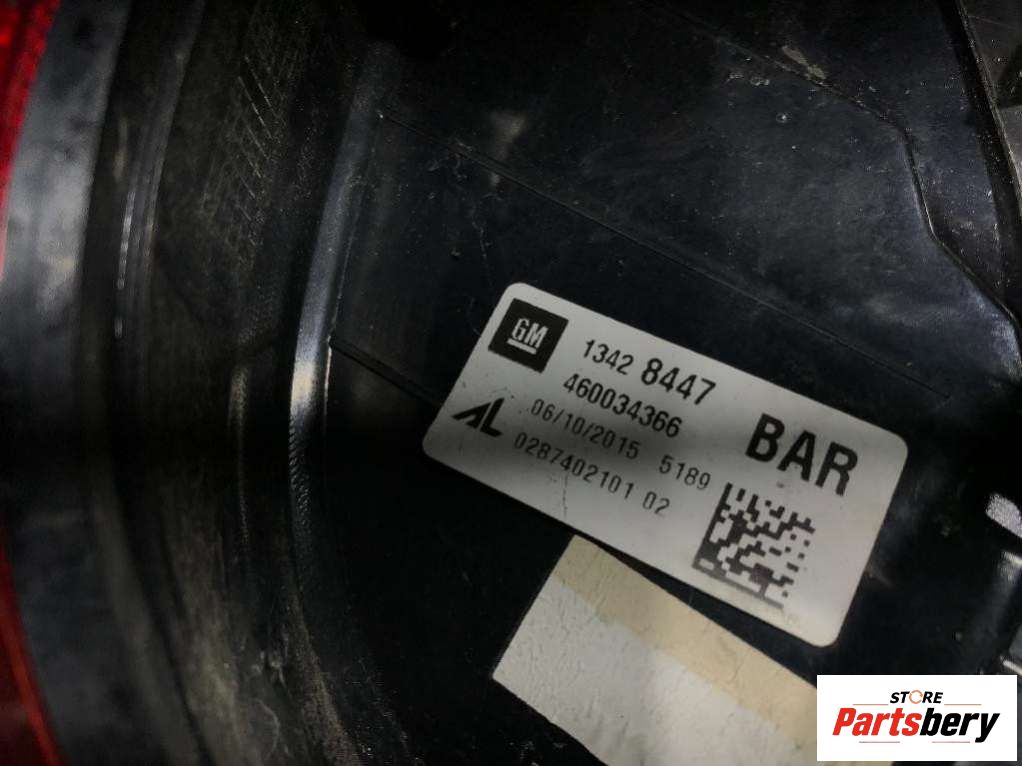 GM
1342 8447
460034366
AL 06/10/2015 5189
0287402101 02
BAR
STORE
Partsbery